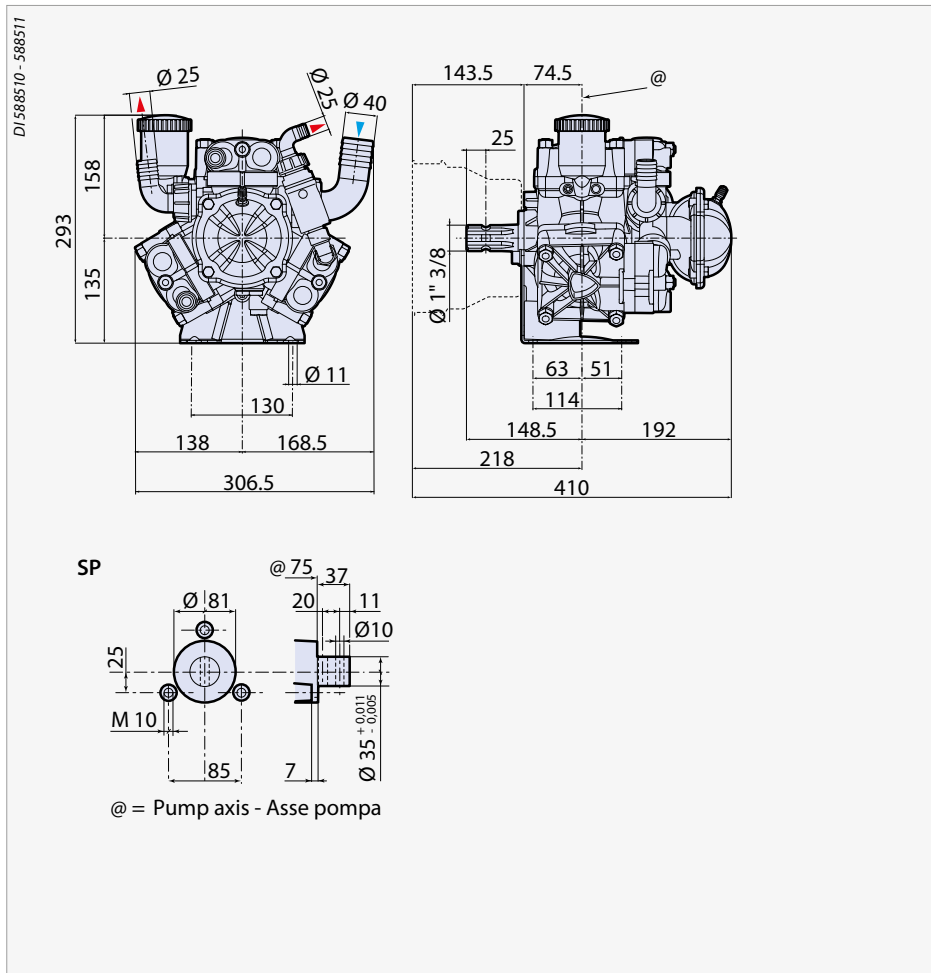 DI 588510 - 588511
Ø 25
Ø 25
Ø 40
158
293
135
Ø 11
130
138
168.5
306.5
143.5
74.5
@
25
Ø 1" 3/8
63
51
114
148.5
192
218
410
SP
Ø 81
25
M 10
85
@ 75
37
20
11
Ø10
7
Ø 35 + 0,011 - 0,005
@ = Pump axis - Asse pompa